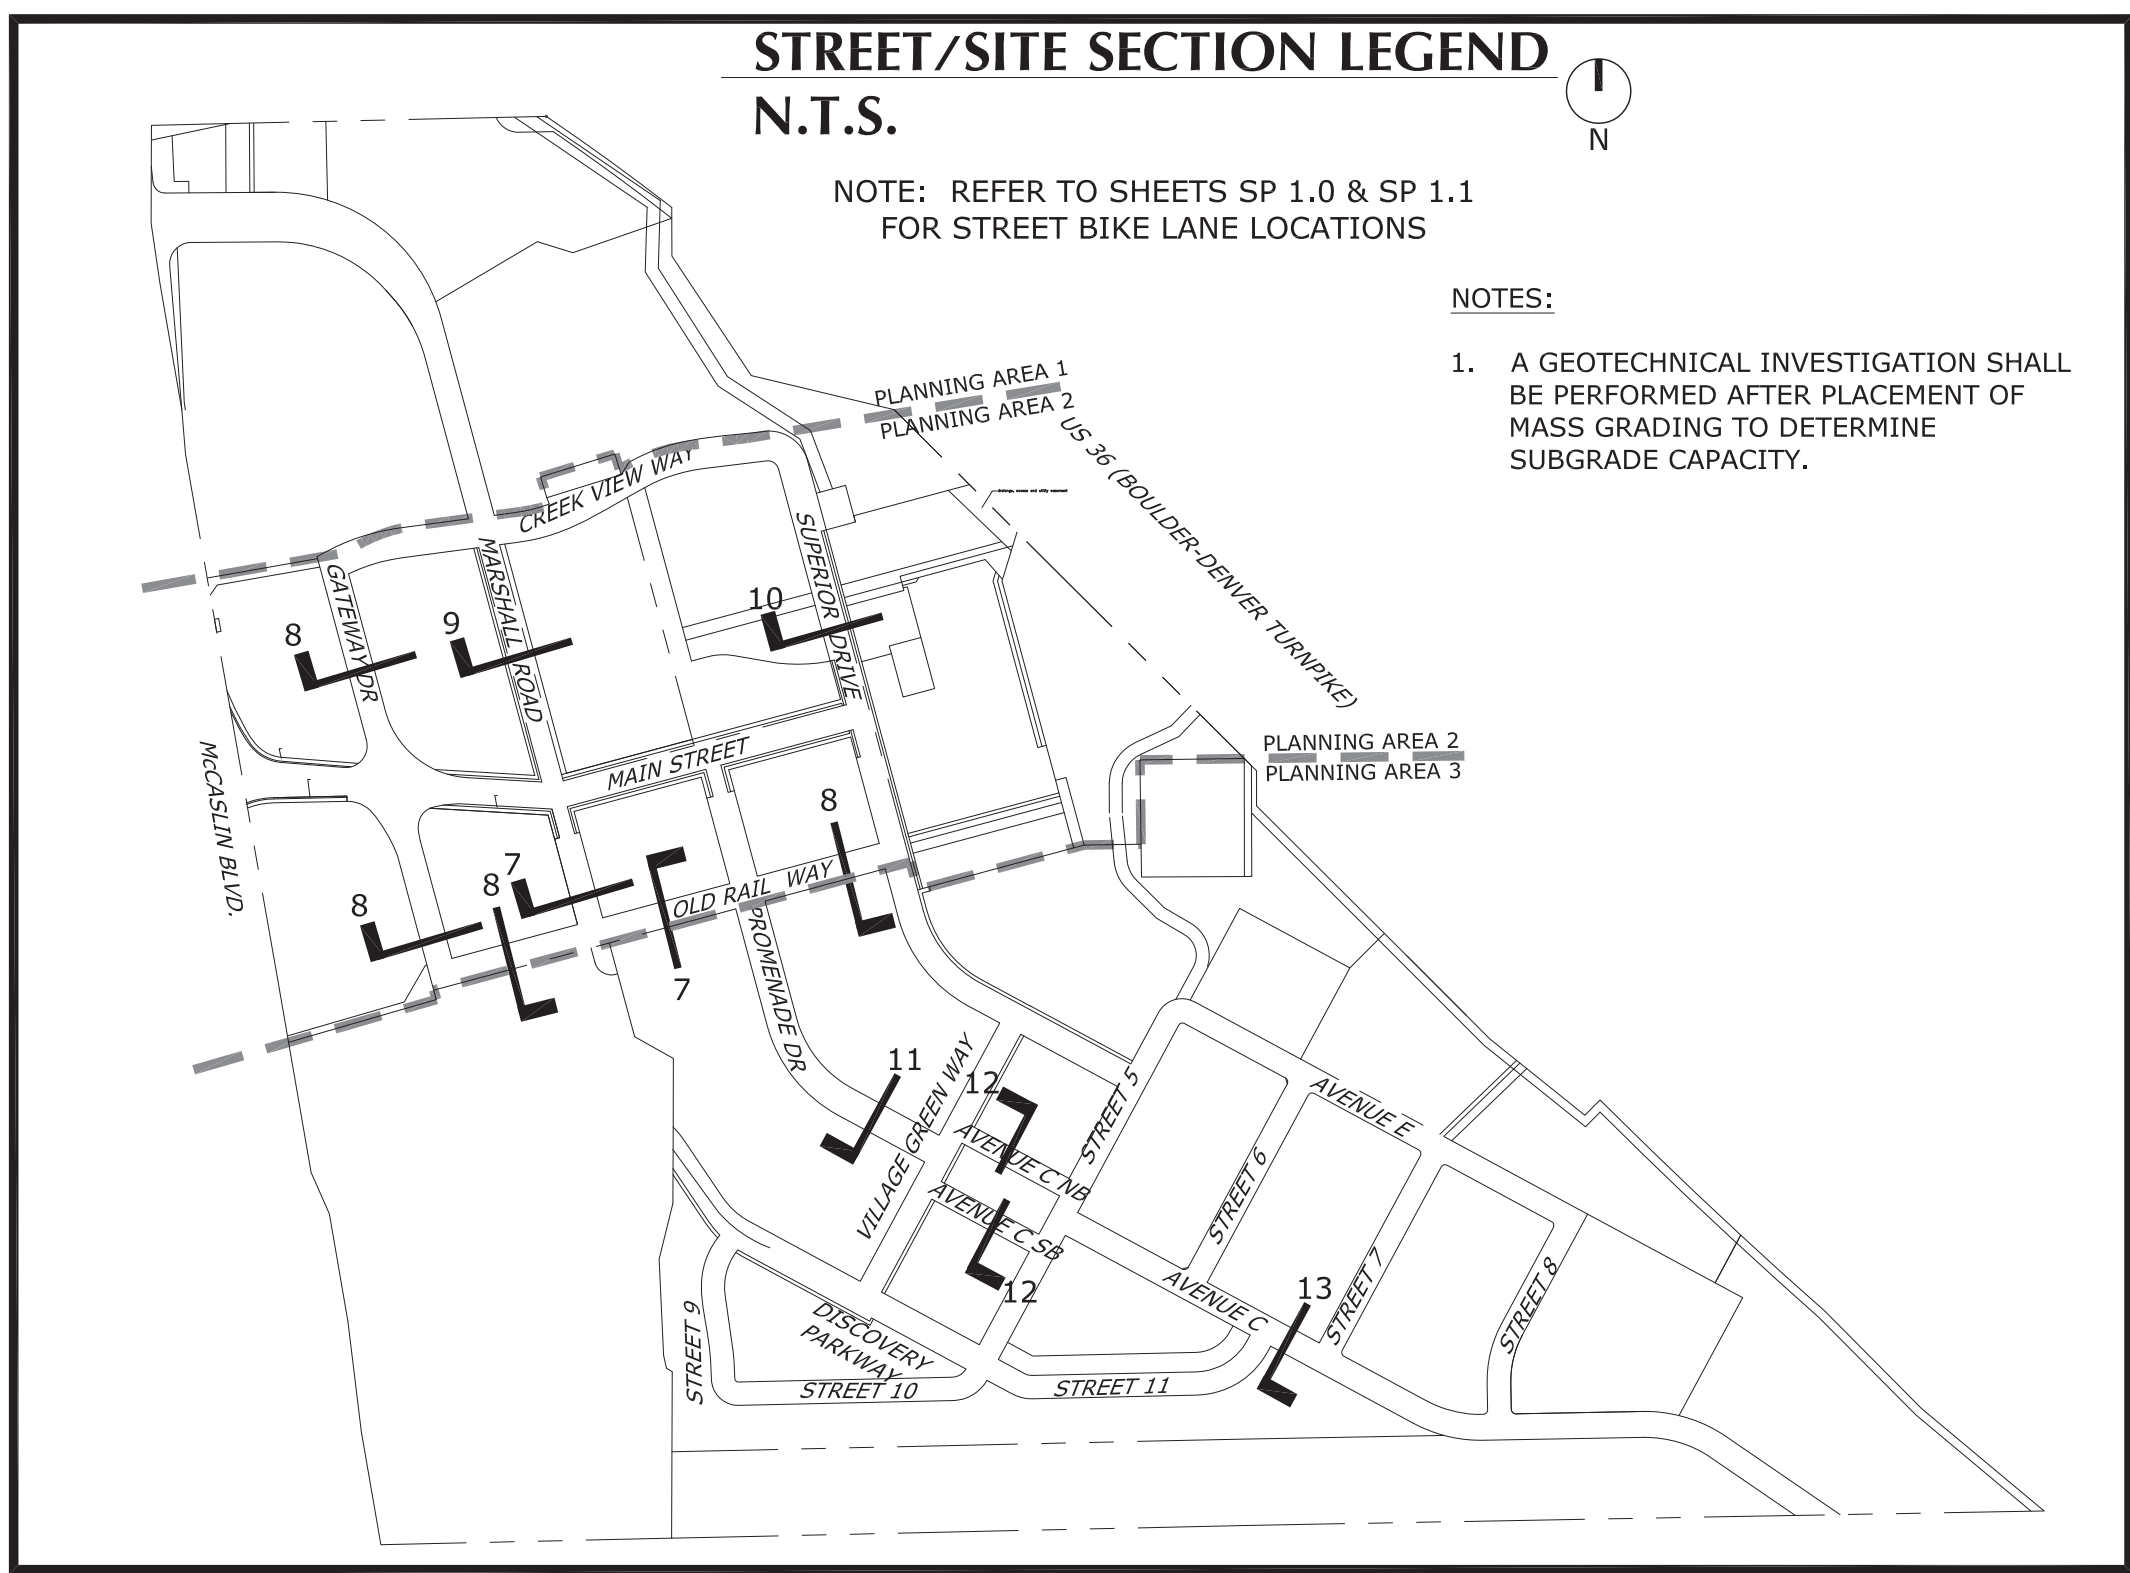 STREET/SITE SECTION LEGEND
N.T.S.
N
NOTE: REFER TO SHEETS SP 1.0 & SP 1.1
FOR STREET BIKE LANE LOCATIONS
NOTES:
1. A GEOTECHNICAL INVESTIGATION SHALL
BE PERFORMED AFTER PLACEMENT OF
MASS GRADING TO DETERMINE
SUBGRADE CAPACITY.
PLANNING AREA 1
PLANNING AREA 2
US 36 (BOULDER-DENVER TURNPIKE)
CREEK VIEW WAY
drainage, access and utility easement
GATEWAY DR
MARSHALL ROAD
SUPERIOR DRIVE
8
9
10
McCASLIN BLVD.
MAIN STREET
PLANNING AREA 2
PLANNING AREA 3
8
7
8
8
OLD RAIL WAY
7
PROMENADE DR
11
VILLAGE GREEN WAY
12
STREET 5
AVENUE E
AVENUE C NB
AVENUE C SB
STREET 6
12
AVENUE C
13
STREET 7
STREET 8
STREET 9
DISCOVERY
PARKWAY
STREET 10
STREET 11